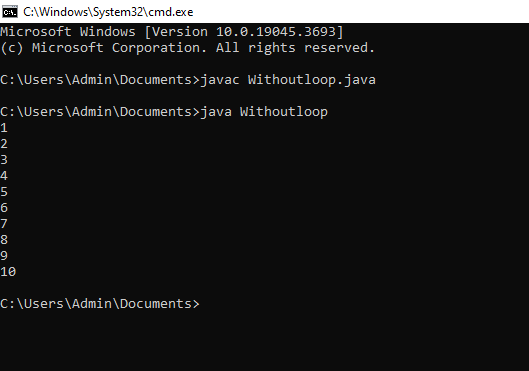 C:\Windows\System32\cmd.exe
Microsoft Windows [Version 10.0.19045.3693]
(c) Microsoft Corporation. All rights reserved.
C:\Users\Admin\Documents>javac Withoutloop.java
C:\Users\Admin\Documents>java Withoutloop
1
2
3
4
5
6
7
8
9
10
C:\Users\Admin\Documents>